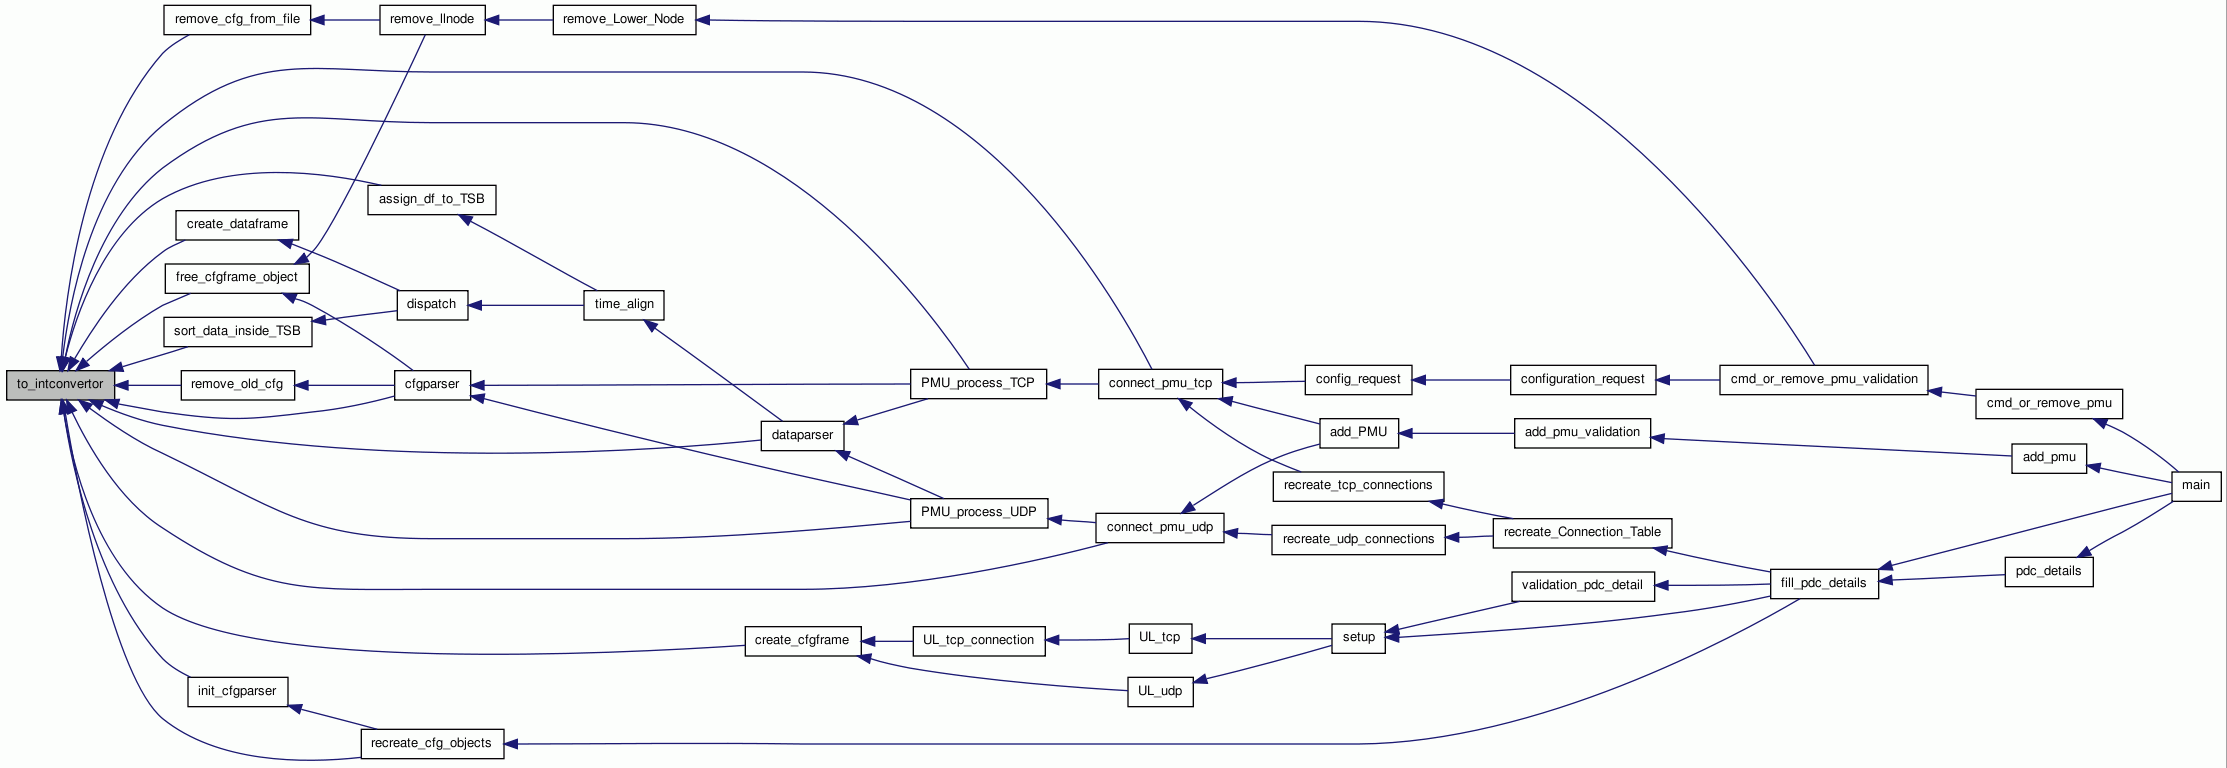 remove_cfg_from_file
remove_llnode
remove_Lower_Node
assign_df_to_TSB
create_dataframe
free_cfgframe_object
dispatch
time_align
sort_data_inside_TSB
to_intconvertor
remove_old_cfg
cfgparser
PMU_process_TCP
connect_pmu_tcp
config_request
configuration_request
cmd_or_remove_pmu_validation
cmd_or_remove_pmu
dataparser
add_PMU
add_pmu_validation
add_pmu
recreate_tcp_connections
main
PMU_process_UDP
connect_pmu_udp
recreate_udp_connections
recreate_Connection_Table
validation_pdc_detail
fill_pdc_details
pdc_details
create_cfgframe
UL_tcp_connection
UL_tcp
setup
init_cfgparser
UL_udp
recreate_cfg_objects